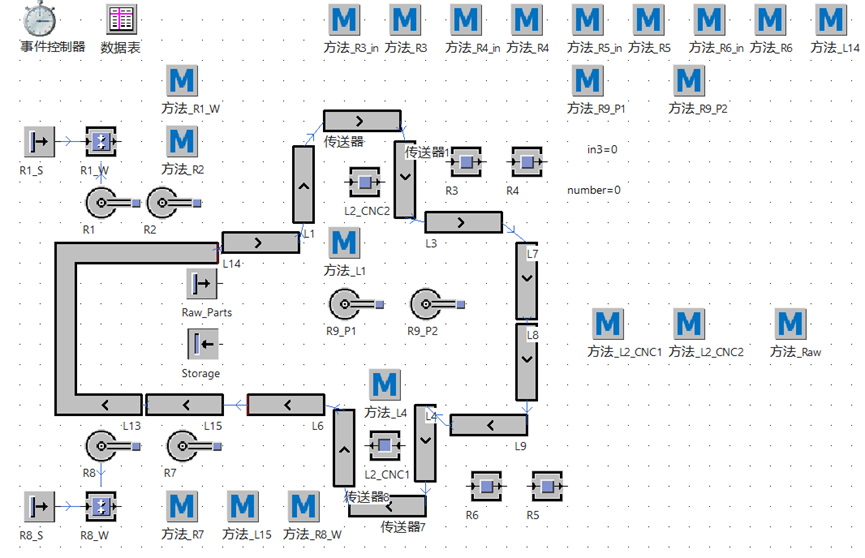 事件控制器
数据表
方法_R3_in
方法_R3
方法_R4_in
方法_R4
方法_R5_in
方法_R5
方法_R6_in
方法_R6
方法_L14
方法_R1_W
方法_R9_P1
方法_R9_P2
R1_S
R1_W
方法_R2
传送器
传送器1
R3
R4
in3=0
number=0
R1
R2
L2_CNC2
L1
L3
L14
方法_L1
L7
Raw_Parts
R9_P1
R9_P2
L8
方法_L2_CNC1
方法_L2_CNC2
方法_Raw
Storage
L13
L15
L6
方法_L4
L4
L9
R8
R7
L2_CNC1
传送器8
R6
R5
传送器7
R8_S
R8_W
方法_R7
方法_L15
方法_R8_W